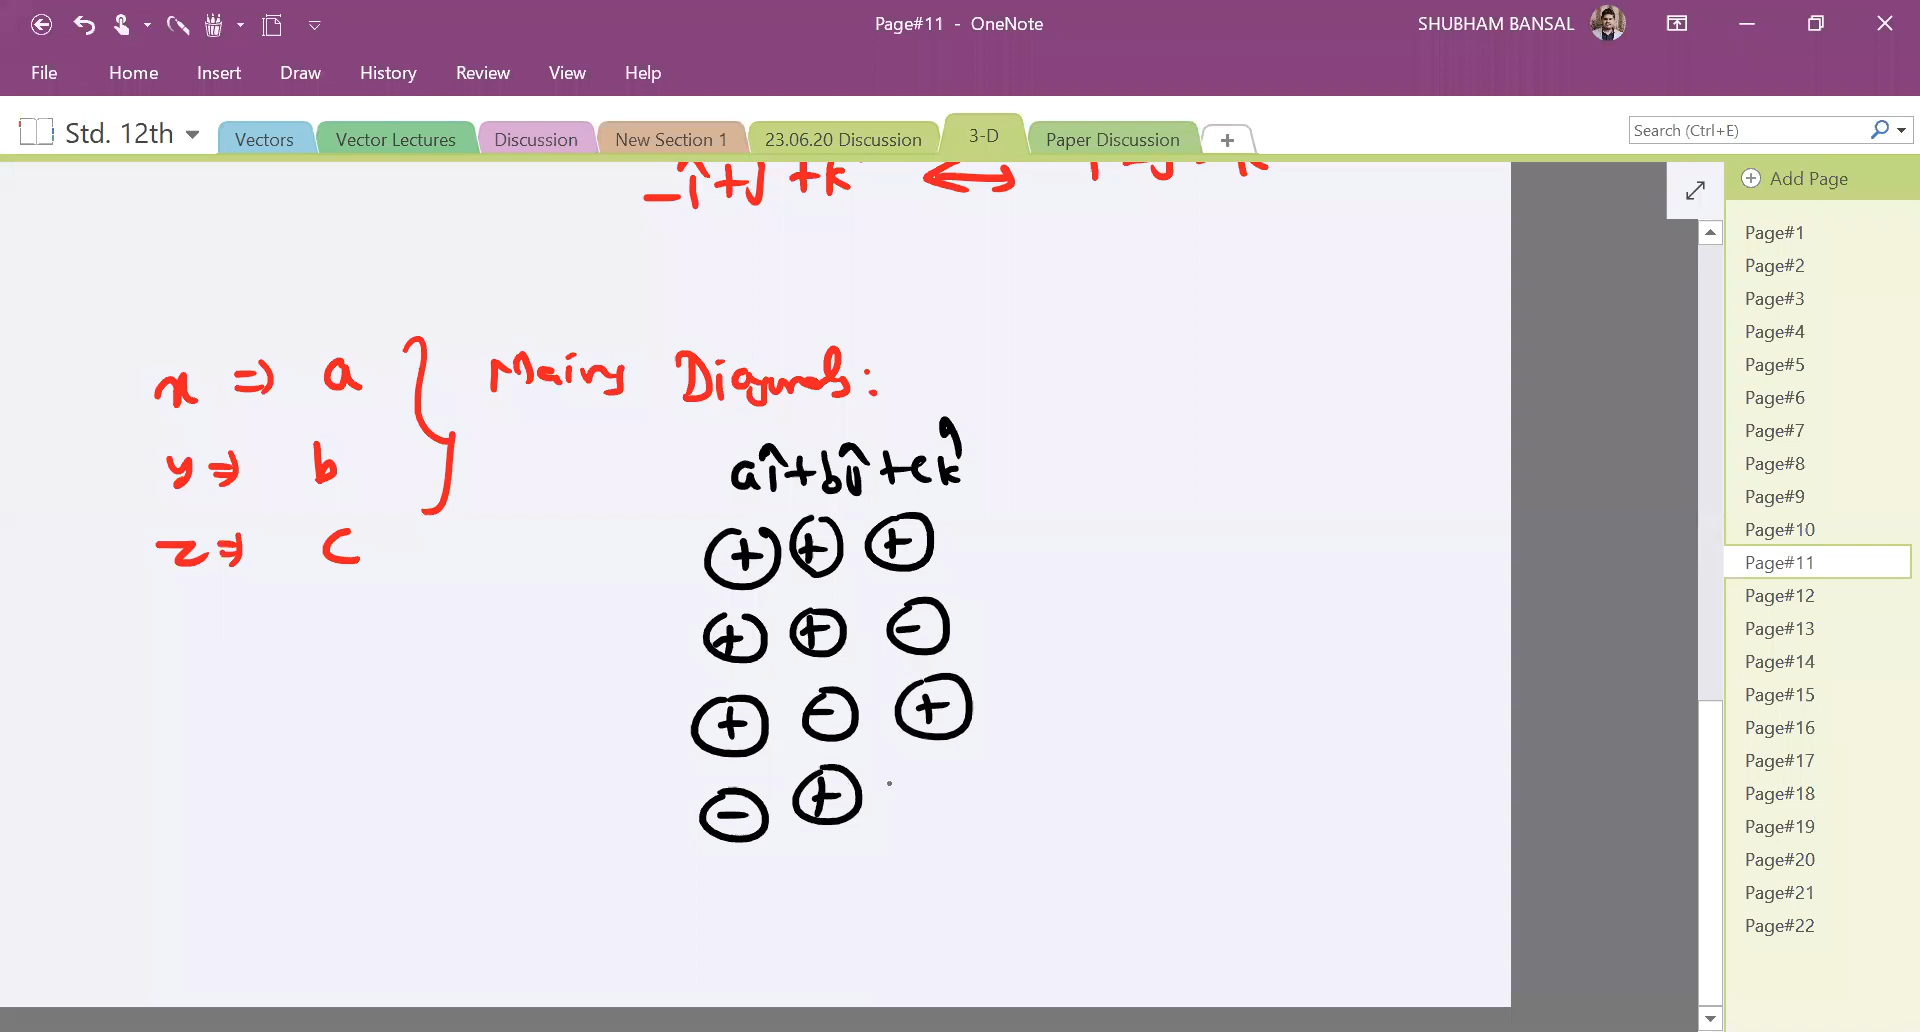 Page#11 - OneNote
SHUBHAM BANSAL
File Home Insert Draw History Review View Help
Std. 12th
Vectors
Vector Lectures
Discussion
New Section 1
23.06.20 Discussion
3-D
Paper Discussion
+
Search (Ctrl+E)
Add Page
Page#1
Page#2
Page#3
Page#4
Page#5
Page#6
Page#7
Page#8
Page#9
Page#10
Page#11
Page#12
Page#13
Page#14
Page#15
Page#16
Page#17
Page#18
Page#19
Page#20
Page#21
Page#22
-î+j+k ↔
x ⇒ a
y ⇒ b
z ⇒ c
Diagonals:
aî+bĵ+ck̂
+ + +
+ + -
+ - +
- +